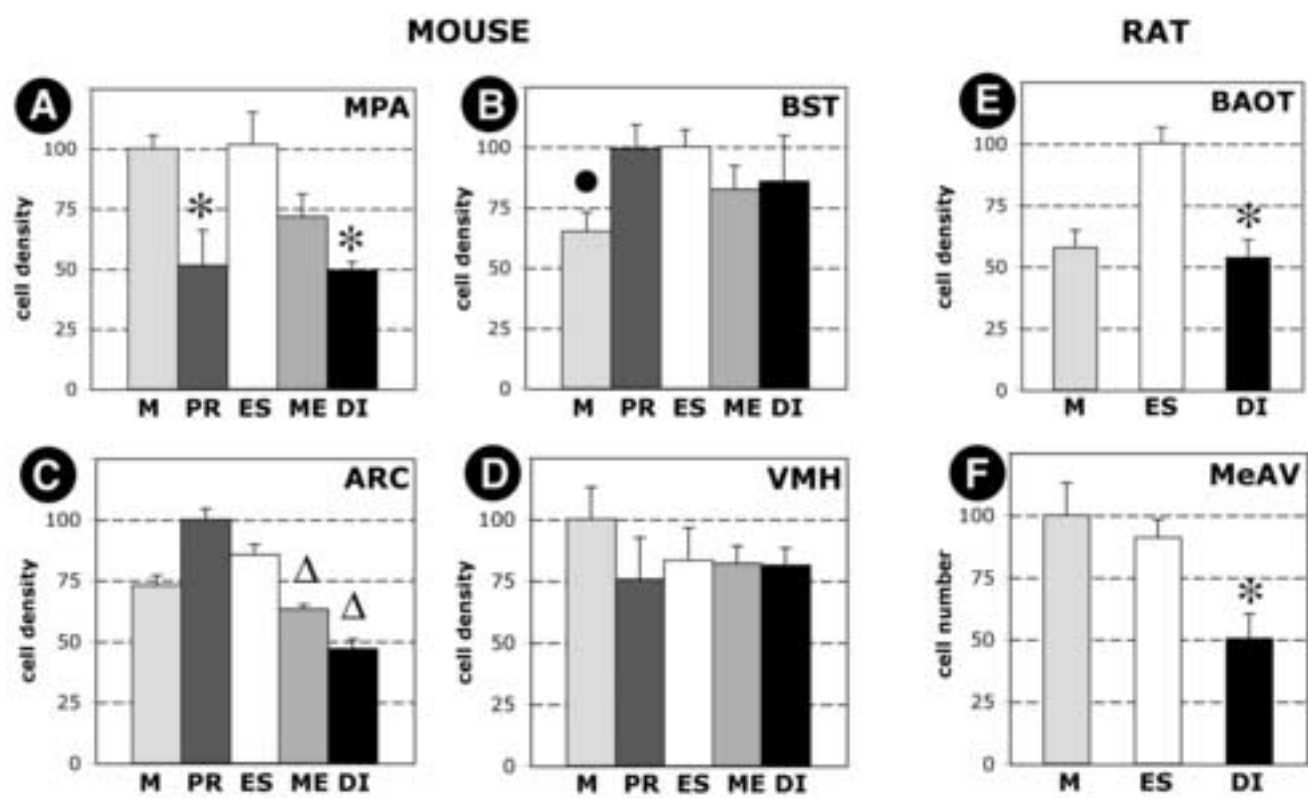 MOUSE
RAT
A
MPA
cell density
100
75
50
25
0
*
*
M PR ES ME DI
B
BST
cell density
100
75
50
25
0
●
M PR ES ME DI
E
BAOT
cell density
100
75
50
25
0
*
M ES DI
C
ARC
cell density
100
75
50
25
0
Δ
Δ
M PR ES ME DI
D
VMH
cell density
100
75
50
25
0
M PR ES ME DI
F
MeAV
cell number
100
75
50
25
0
*
M ES DI